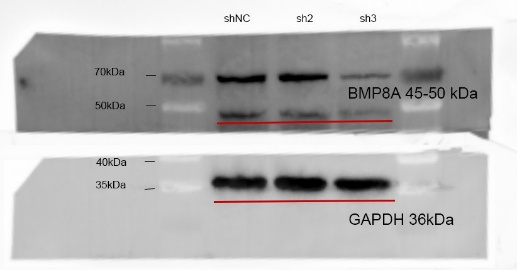 shNC sh2 sh3
70kDa
BMP8A 45-50 kDa
50kDa
40kDa
35kDa
GAPDH 36kDa